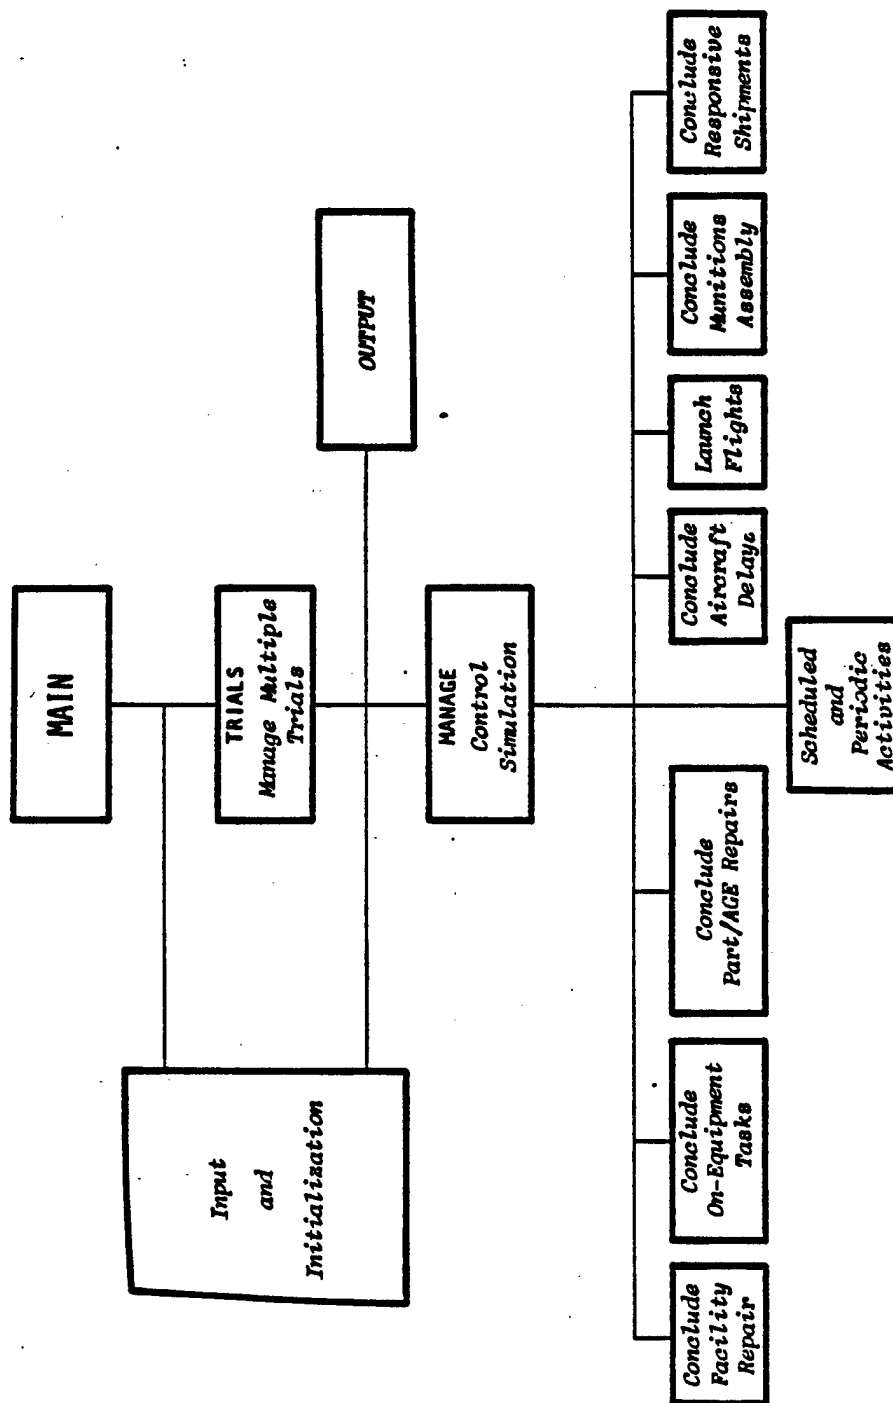 MAIN
Input
and
Initialization
TRIALS
Manage Multiple
Trials
OUTPUT
MANAGE
Control
Simulation
Conclude
Facility
Repair
Conclude
On-Equipment
Tasks
Conclude
Part/AGE Repairs
Conclude
Aircraft
Delays
Launch
Flights
Conclude
Munitions
Assembly
Conclude
Responsive
Shipments
Scheduled
and
Periodic
Activities